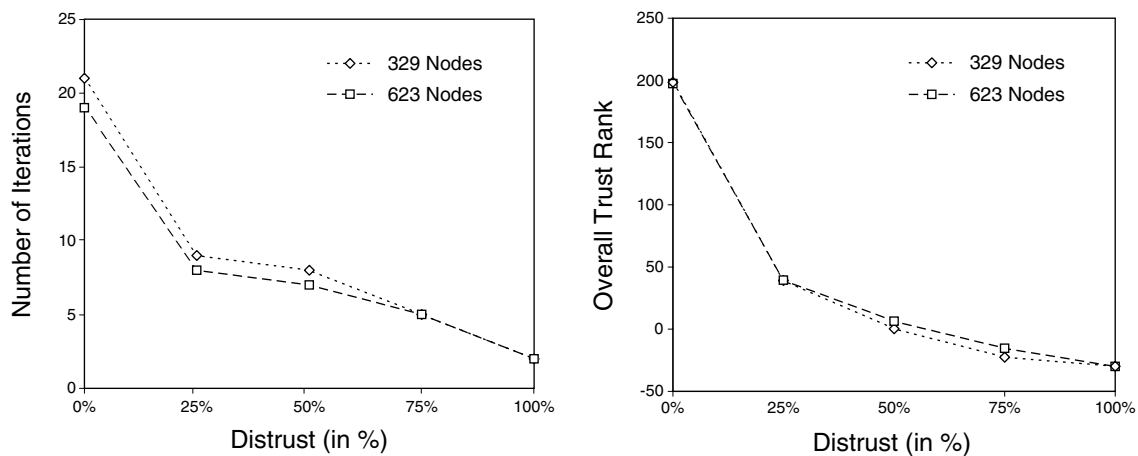 25
20
15
10
5
0
Number of Iterations
329 Nodes
623 Nodes
0%
25%
50%
75%
100%
Distrust (in %)
250
200
150
100
50
0
-50
Overall Trust Rank
329 Nodes
623 Nodes
0%
25%
50%
75%
100%
Distrust (in %)